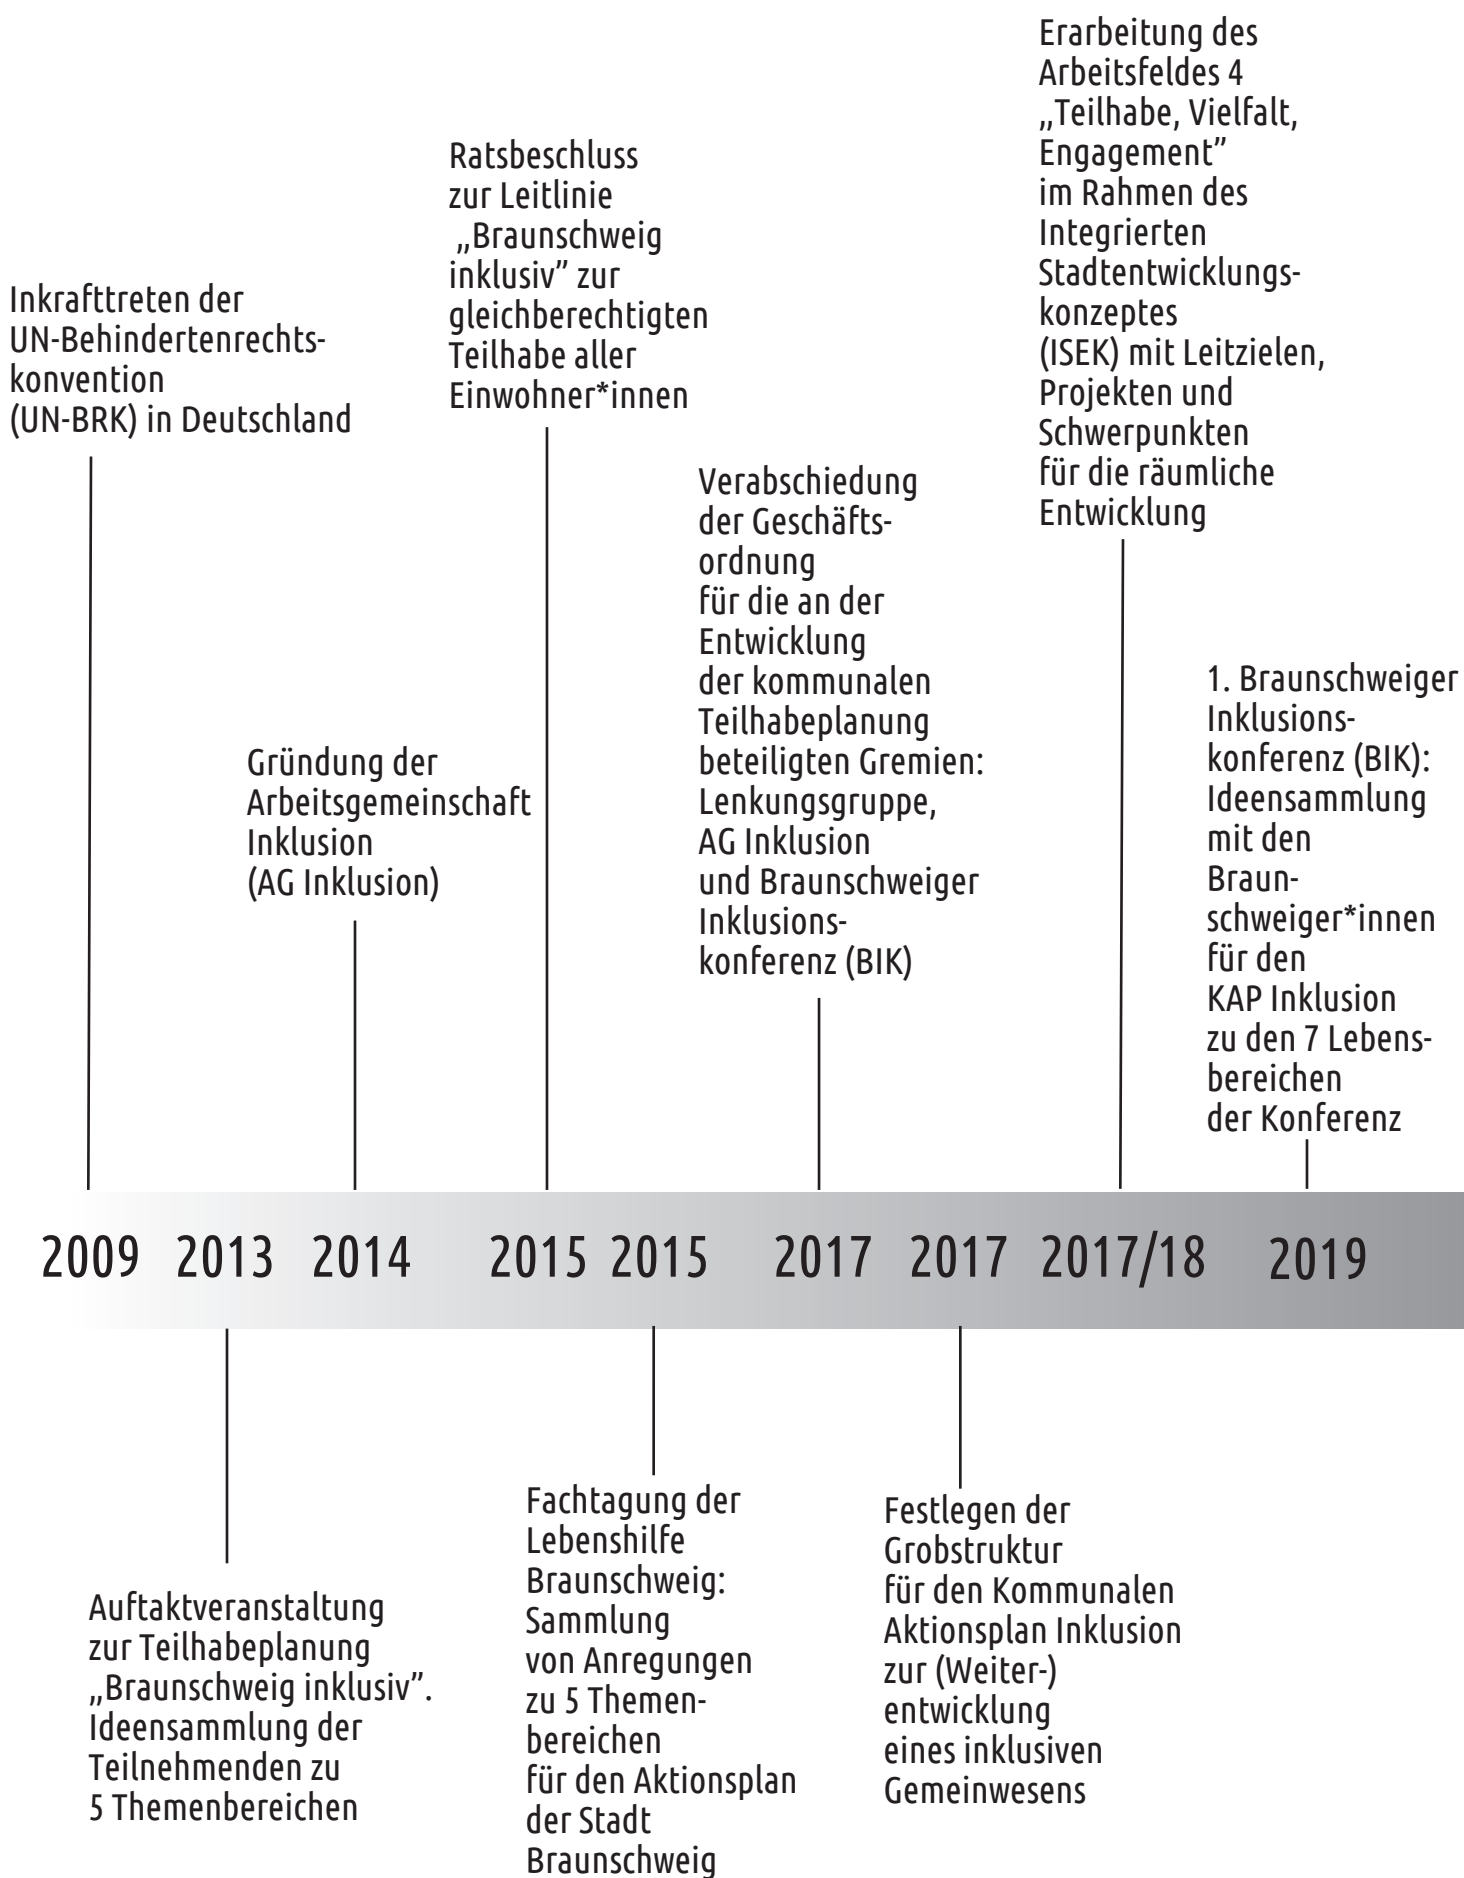 Inkrafttreten der
UN-Behindertenrechts-
konvention
(UN-BRK) in Deutschland
Gründung der
Arbeitsgemeinschaft
Inklusion
(AG Inklusion)
Ratsbeschluss
zur Leitlinie
„Braunschweig
inklusiv” zur
gleichberechtigten
Teilhabe aller
Einwohner*innen
Verabschiedung
der Geschäfts-
ordnung
für die an der
Entwicklung
der kommunalen
Teilhabeplanung
beteiligten Gremien:
Lenkungsgruppe,
AG Inklusion
und Braunschweiger
Inklusions-
konferenz (BIK)
Erarbeitung des
Arbeitsfeldes 4
„Teilhabe, Vielfalt,
Engagement”
im Rahmen des
Integrierten
Stadtentwicklungs-
konzeptes
(ISEK) mit Leitzielen,
Projekten und
Schwerpunkten
für die räumliche
Entwicklung
1. Braunschweiger
Inklusions-
konferenz (BIK):
Ideensammlung
mit den
Braun-
schweiger*innen
für den
KAP Inklusion
zu den 7 Lebens-
bereichen
der Konferenz
2009 2013 2014 2015 2015 2017 2017 2017/18 2019
Auftaktveranstaltung
zur Teilhabeplanung
„Braunschweig inklusiv”.
Ideensammlung der
Teilnehmenden zu
5 Themenbereichen
Fachtagung der
Lebenshilfe
Braunschweig:
Sammlung
von Anregungen
zu 5 Themen-
bereichen
für den Aktionsplan
der Stadt
Braunschweig
Festlegen der
Grobstruktur
für den Kommunalen
Aktionsplan Inklusion
zur (Weiter-)
entwicklung
eines inklusiven
Gemeinwesens